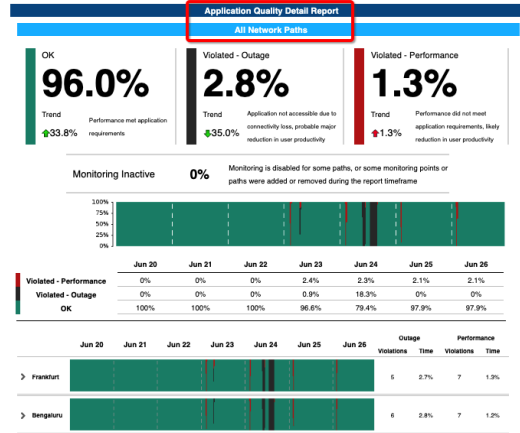 Application Quality Detail Report
All Network Paths
OK
96.0%
Trend
33.8%
Performance met application
requirements
Violated - Outage
2.8%
Trend
35.0%
Application not accessible due to
connectivity loss, probable major
reduction in user productivity
Violated - Performance
1.3%
Trend
1.3%
Performance did not meet
application requirements, likely
reduction in user productivity
Monitoring Inactive 0% Monitoring is disabled for some paths, or some monitoring points or
paths were added or removed during the report timeframe
100%
75%
50%
25%
0%
Jun 20 Jun 21 Jun 22 Jun 23 Jun 24 Jun 25 Jun 26
Violated - Performance 0% 0% 0% 2.4% 2.3% 2.1% 2.1%
Violated - Outage 0% 0% 0% 0.9% 18.3% 0% 0%
OK 100% 100% 100% 96.6% 79.4% 97.9% 97.9%
Outage Performance
Jun 20 Jun 21 Jun 22 Jun 23 Jun 24 Jun 25 Jun 26 Violations Time Violations Time
Frankfurt 5 2.7% 7 1.3%
Bengaluru 6 2.8% 7 1.2%